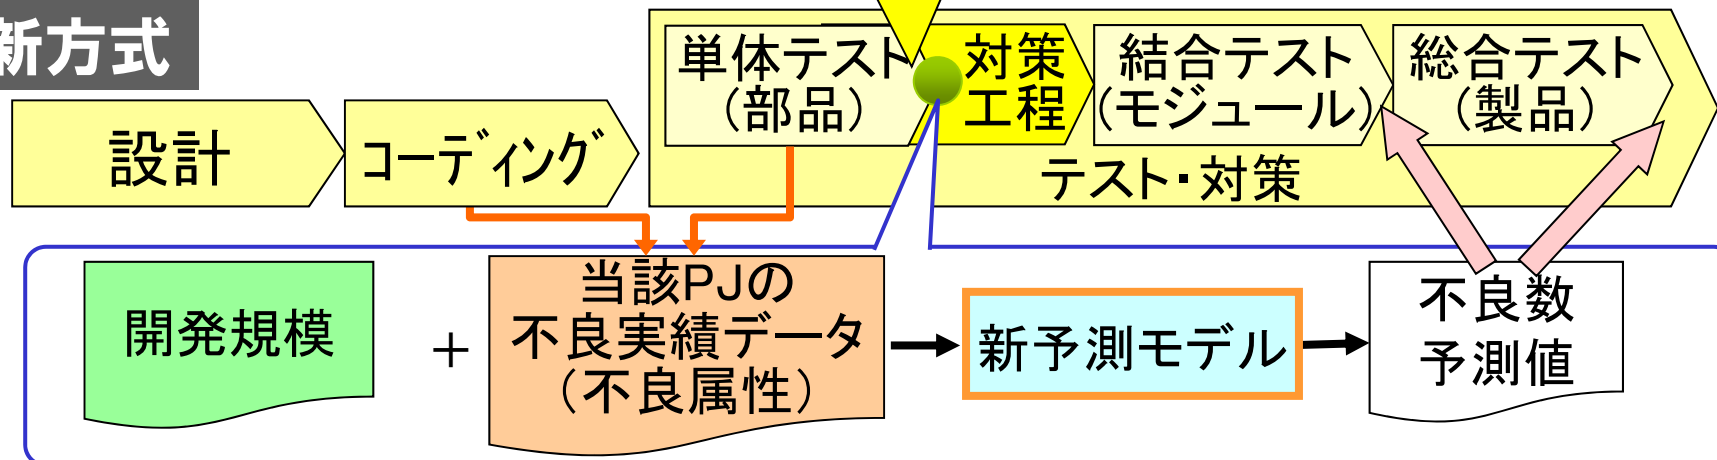 新方式
単体テスト
(部品)
対策
工程
結合テスト
(モジュール)
総合テスト
(製品)
設計
コーディング
テスト・対策
開発規模
+
当該PJの
不良実績データ
(不良属性)
新予測モデル
不良数
予測値